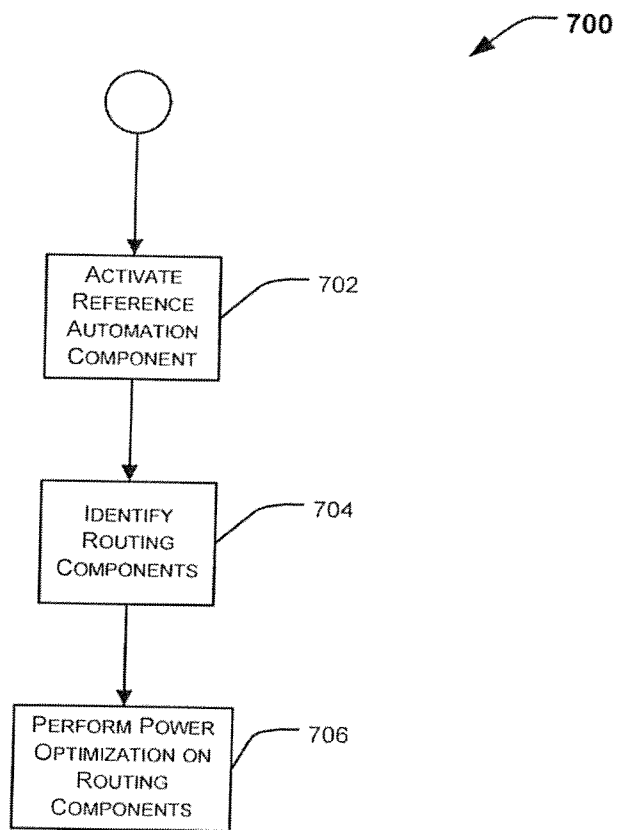 700
ACTIVATE
REFERENCE
AUTOMATION
COMPONENT
702
IDENTIFY
ROUTING
COMPONENTS
704
PERFORM POWER
OPTIMIZATION ON
ROUTING
COMPONENTS
706